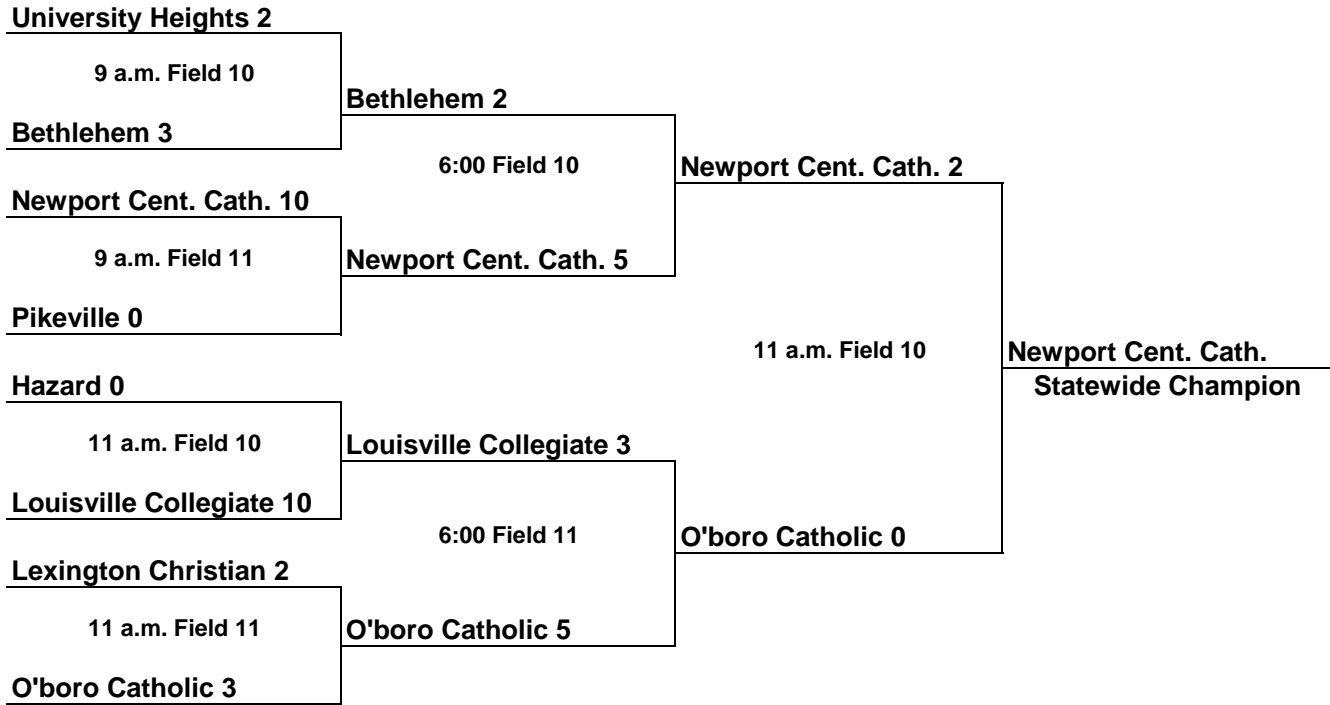 University Heights 2
9 a.m. Field 10
Bethlehem 3
Newport Cent. Cath. 10
9 a.m. Field 11
Pikeville 0
Hazard 0
11 a.m. Field 10
Louisville Collegiate 10
Lexington Christian 2
11 a.m. Field 11
O'boro Catholic 3
Bethlehem 2
6:00 Field 10
Newport Cent. Cath. 5
Louisville Collegiate 3
6:00 Field 11
O'boro Catholic 5
Newport Cent. Cath. 2
11 a.m. Field 10
O'boro Catholic 0
Newport Cent. Cath.
Statewide Champion